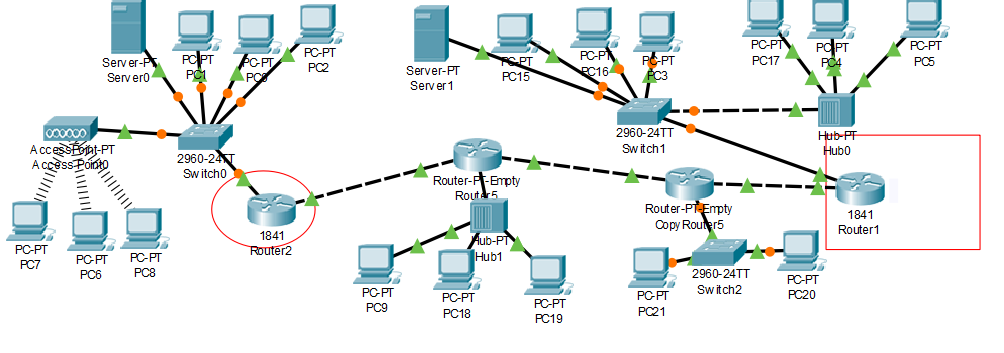 Server-PT
Server0
PC-PT
PC1
PC-PT
PC0
PC-PT
PC2
Server-PT
Server1
PC-PT
PC15
PC-PT
PC16
PC-PT
PC3
PC-PT
PC17
PC-PT
PC4
PC-PT
PC5
AccessPoint-PT
Access Point0
2960-24TT
Switch0
2960-24TT
Switch1
Hub-PT
Hub0
Router-PT-Empty
Router5
Router-PT-Empty
Copy Router5
1841
Router1
1841
Router2
Hub-PT
Hub1
PC-PT
PC7
PC-PT
PC6
PC-PT
PC8
PC-PT
PC9
PC-PT
PC18
PC-PT
PC19
2960-24TT
Switch2
PC-PT
PC21
PC-PT
PC20